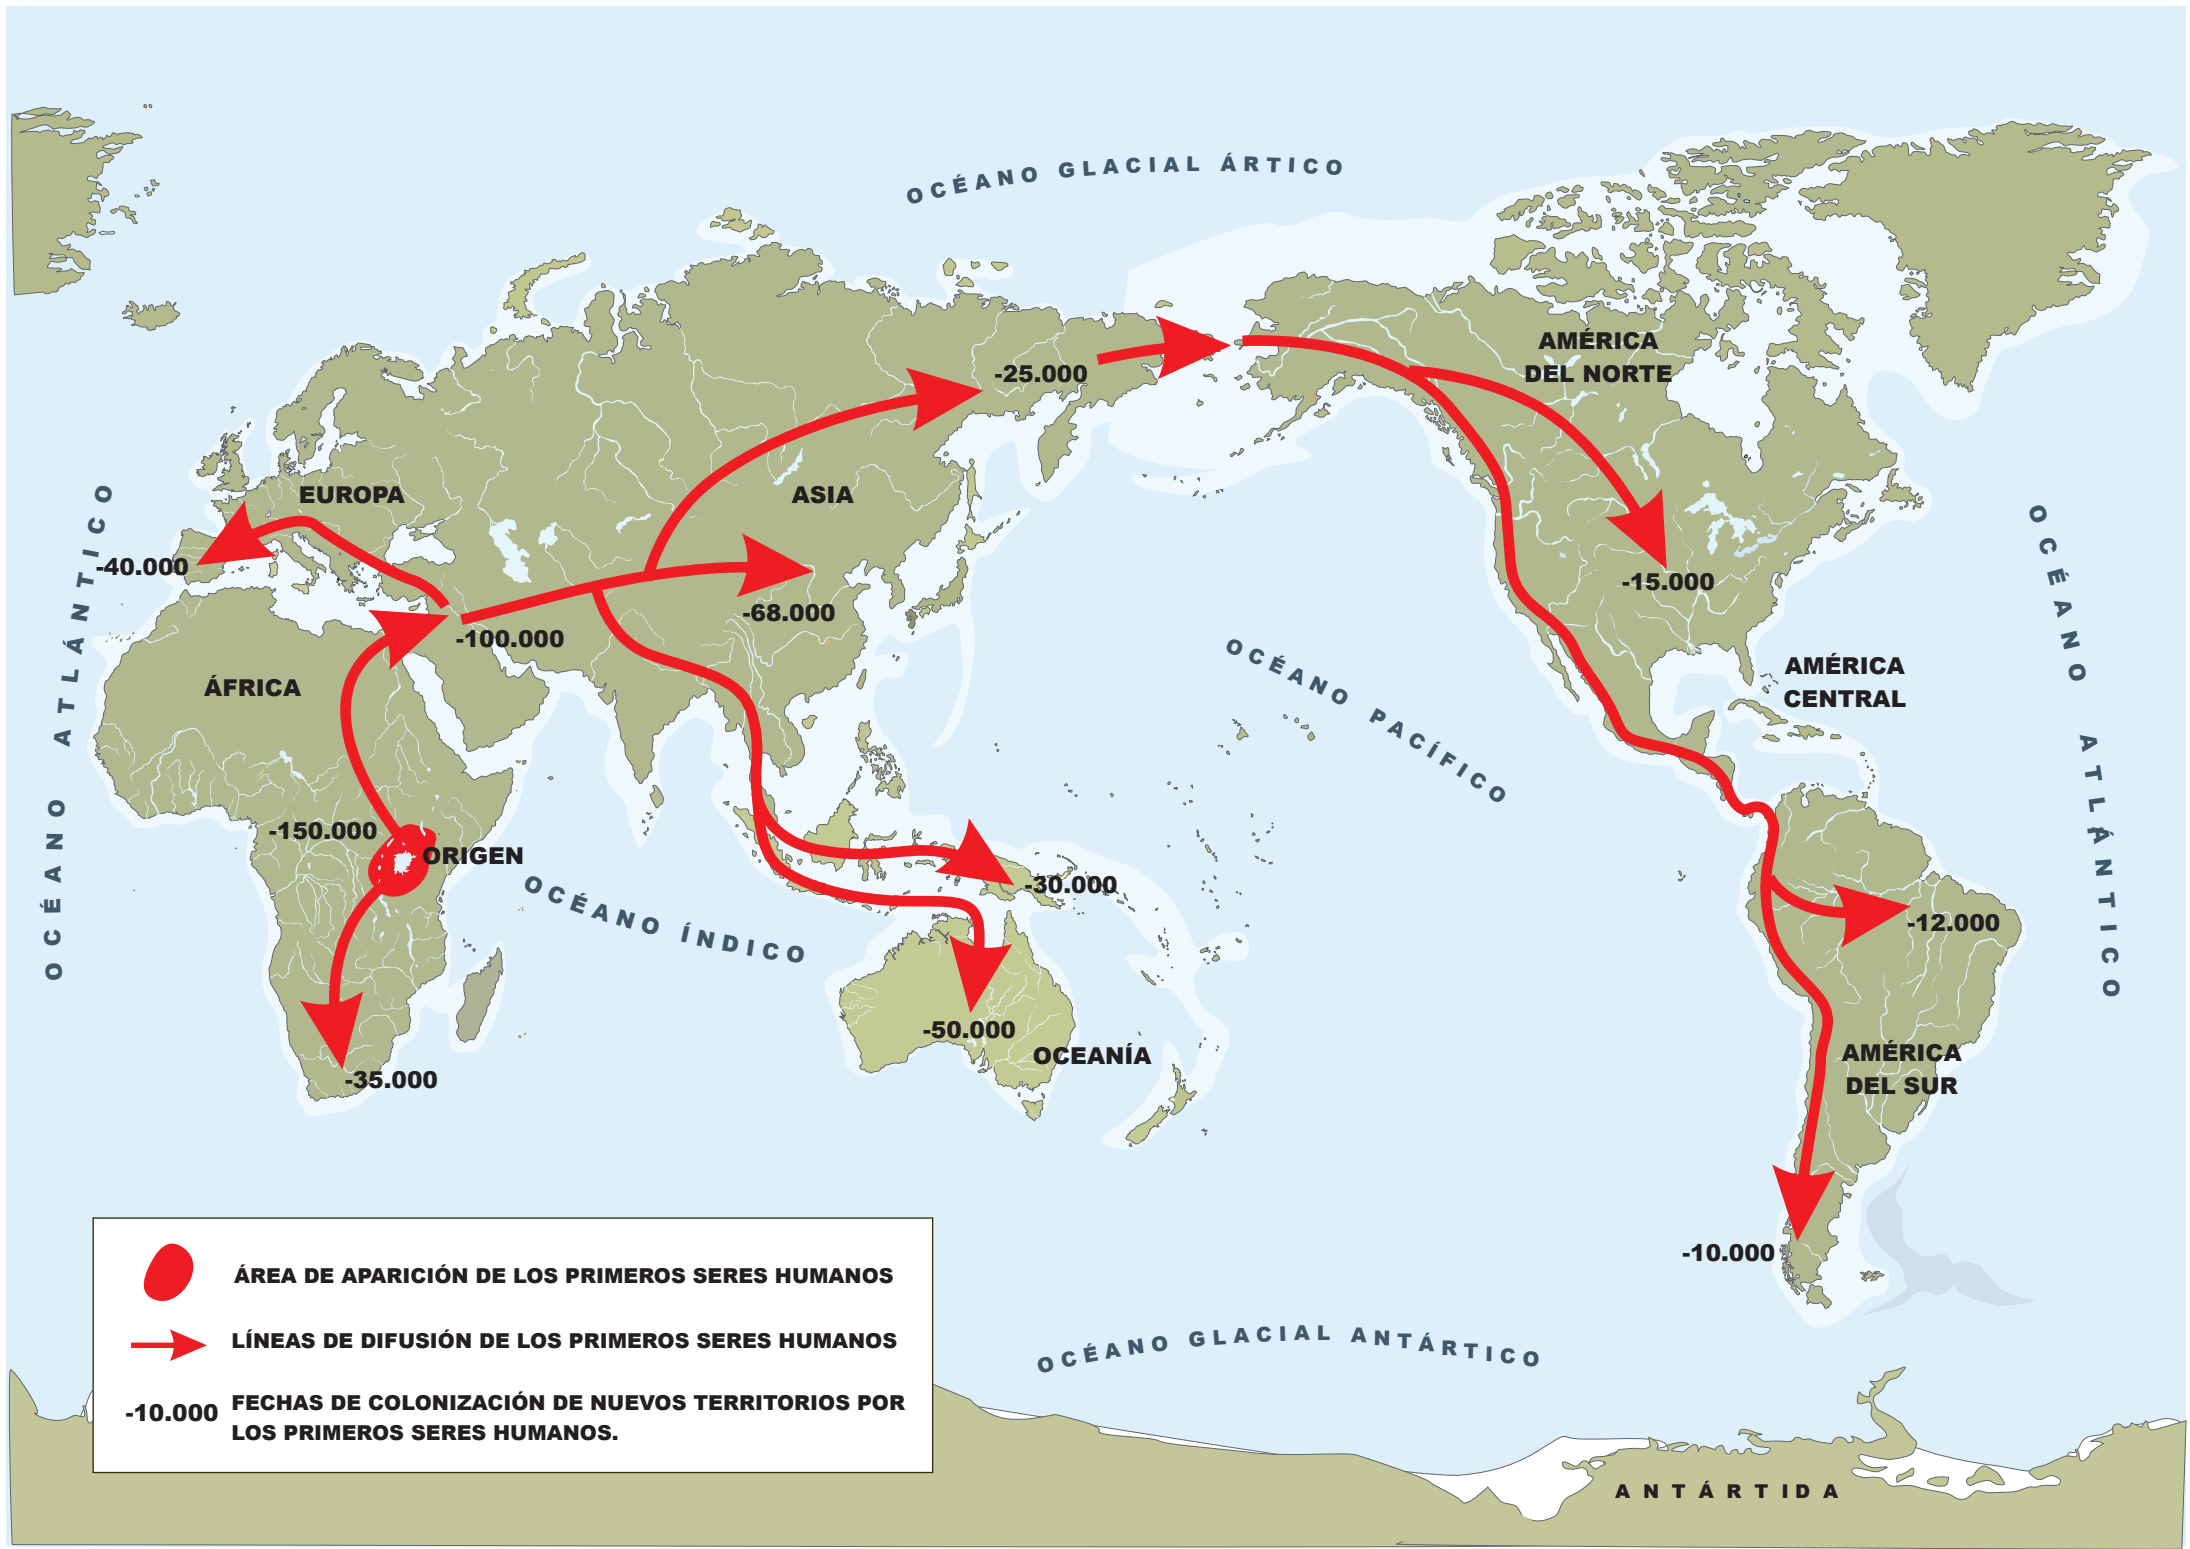 OCÉANO GLACIAL ÁRTICO
AMÉRICA
DEL NORTE
-25.000
EUROPA
ASIA
OCÉANO ATLÁNTICO
OCÉANO ATLÁNTICO
-40.000
-15.000
-68.000
-100.000
OCÉANO PACÍFICO
AMÉRICA
CENTRAL
ÁFRICA
-150.000
ORIGEN
OCÉANO ÍNDICO
-30.000
-12.000
-50.000
OCEANÍA
AMÉRICA
DEL SUR
-35.000
-10.000
ÁREA DE APARICIÓN DE LOS PRIMEROS SERES HUMANOS
LÍNEAS DE DIFUSIÓN DE LOS PRIMEROS SERES HUMANOS
-10.000
FECHAS DE COLONIZACIÓN DE NUEVOS TERRITORIOS POR
LOS PRIMEROS SERES HUMANOS.
OCÉANO GLACIAL ANTÁRTICO
ANTÁRTIDA